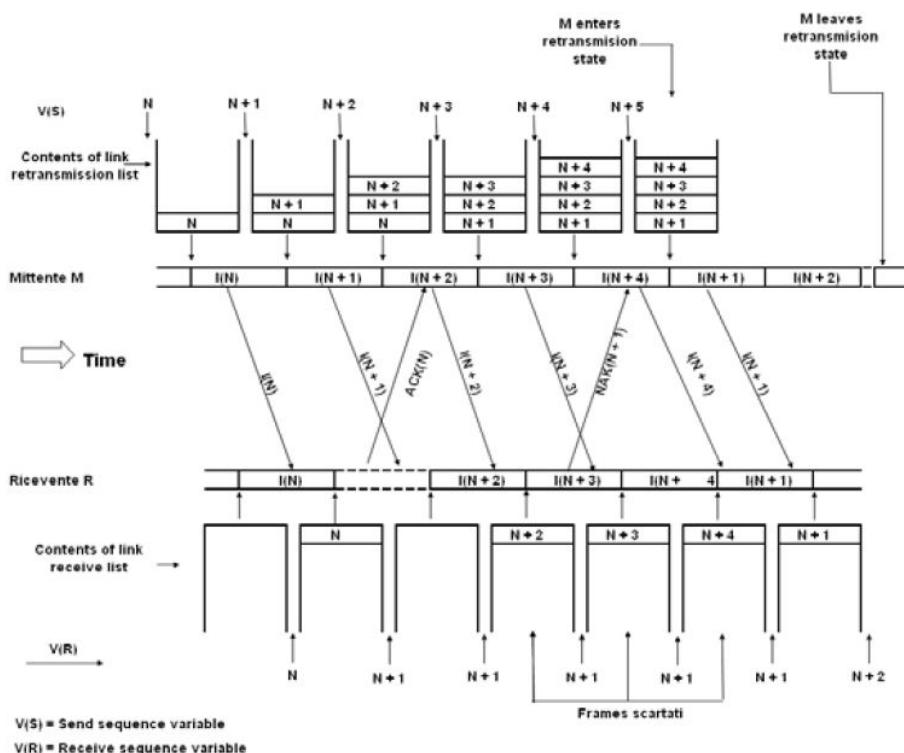 M enters
retransmision
state
M leaves
retransmision
state
V(S)
N
N + 1
N + 2
N + 3
N + 4
N + 5
Contents of link
retransmission list
N
N + 1
N
N + 2
N + 1
N
N + 3
N + 2
N + 1
N + 4
N + 3
N + 2
N + 1
N + 4
N + 3
N + 2
N + 1
Mittente M
I(N)
I(N + 1)
I(N + 2)
I(N + 3)
I(N + 4)
I(N + 1)
I(N + 2)
Time
I(N)
I(N + 1)
ACK(N)
I(N + 2)
I(N + 3)
NAK(N + 1)
I(N + 4)
I(N + 1)
Ricevente R
I(N)
I(N + 2)
I(N + 3)
I(N + 4
I(N + 1)
Contents of link
receive list
N
N + 2
N + 3
N + 4
N + 1
V(R)
N
N + 1
N + 1
N + 1
N + 1
N + 1
N + 2
Frames scartati
V(S) = Send sequence variable
V(R) = Receive sequence variable